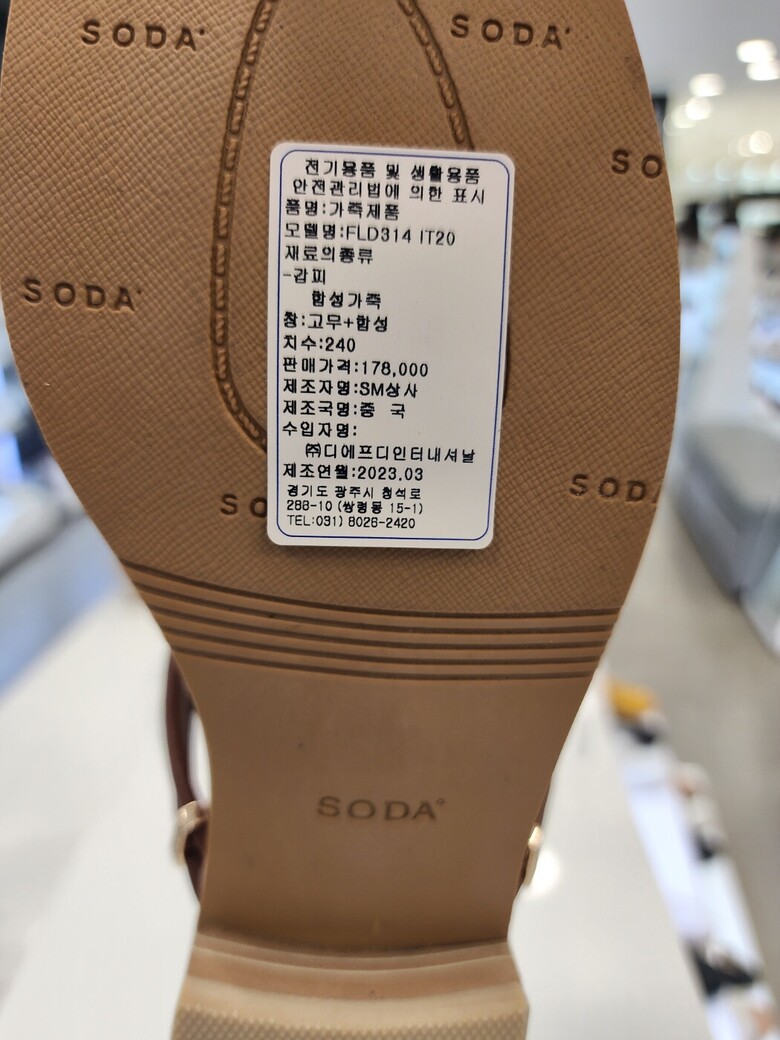 SODA
SODA
SO
SODA
전기용품 및 생활용품
안전관리법에 의한 표시
품명:가죽제품
모델명:FLD314 IT20
재료의종류
-갑피
합성가죽
창:고무+합성
치수:240
판매가격:178,000
제조자명:SM상사
제조국명:중 국
수입자명:
㈜디에프디인터내셔날
제조연월:2023.03
경기도 광주시 청석로
288-10 (쌍령동 15-1)
TEL:031) 8026-2420
SODA
SO
SODA